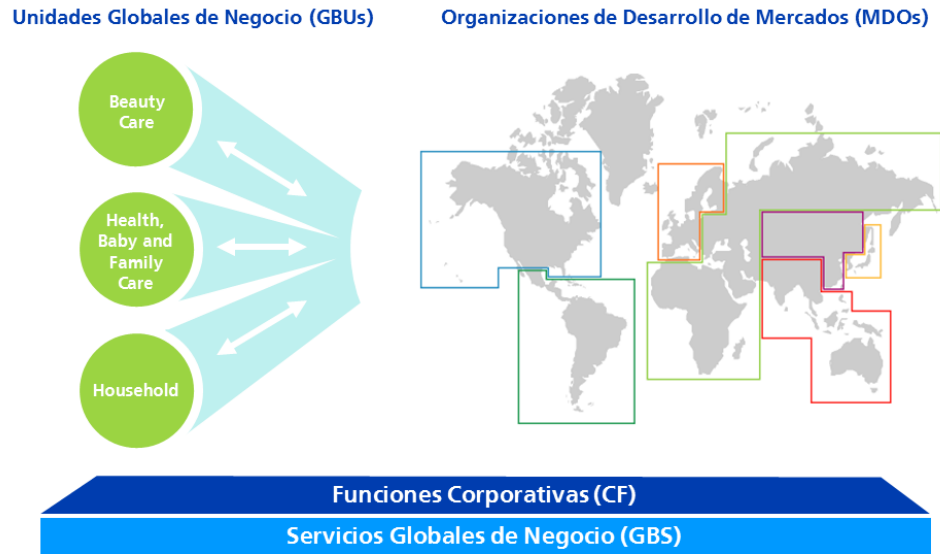 Unidades Globales de Negocio (GBUs)
Organizaciones de Desarrollo de Mercados (MDOs)
Beauty
Care
Health,
Baby and
Family
Care
Household
Funciones Corporativas (CF)
Servicios Globales de Negocio (GBS)